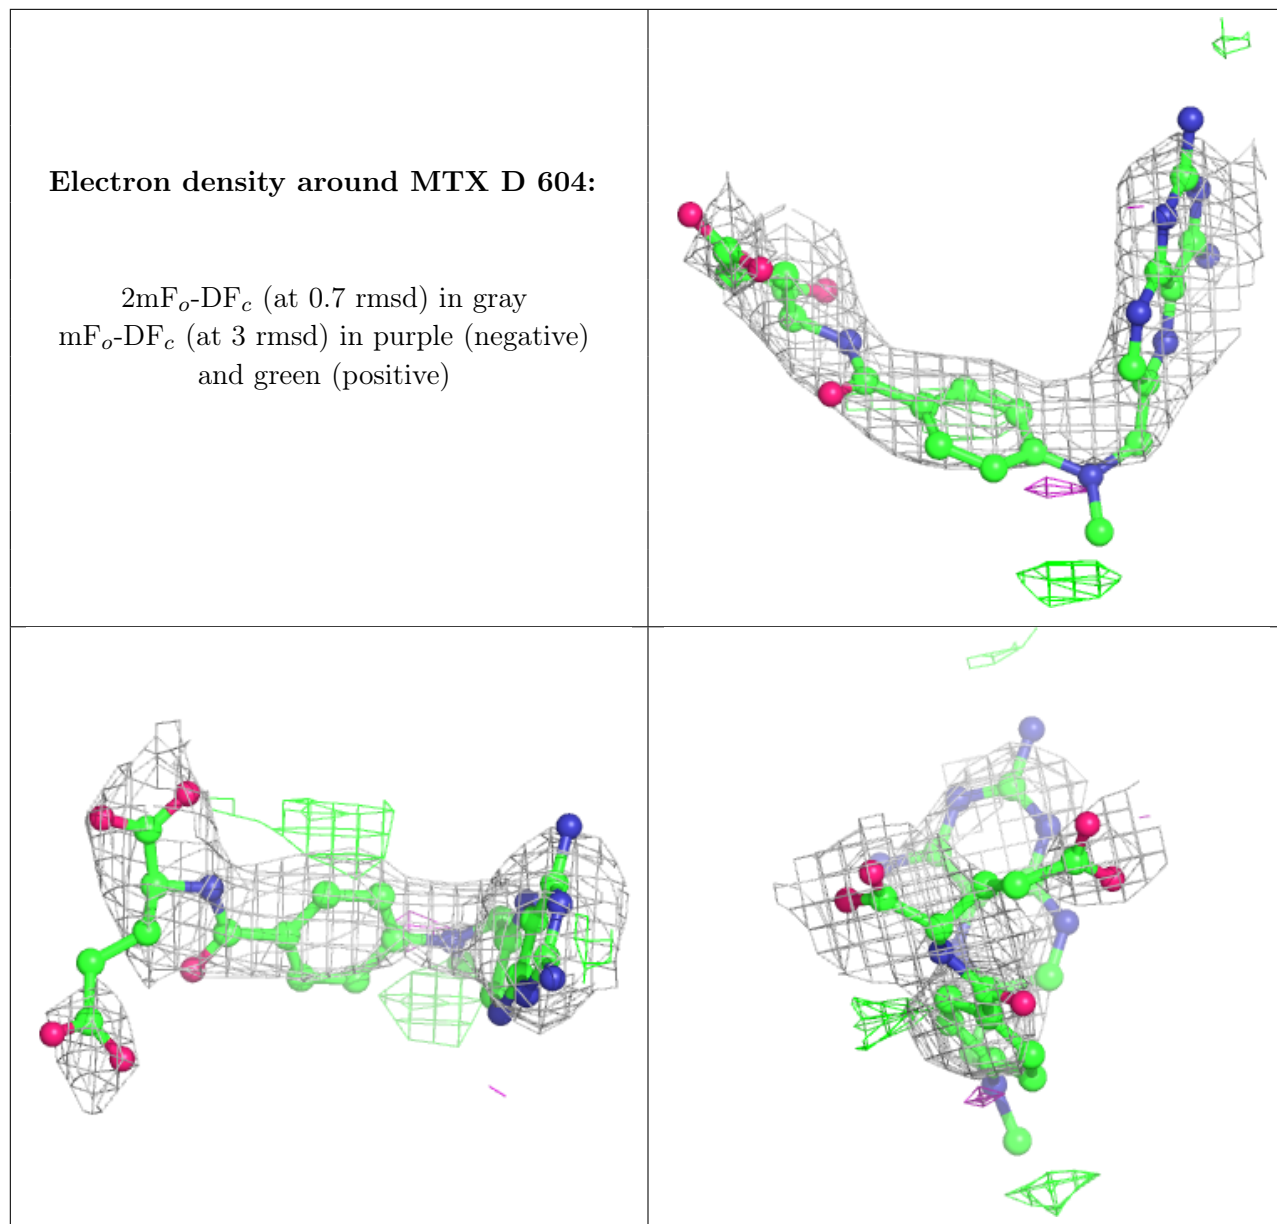 Electron density around MTX D 604:
2mFₒ-DF𝒸 (at 0.7 rmsd) in gray
mFₒ-DF𝒸 (at 3 rmsd) in purple (negative)
and green (positive)